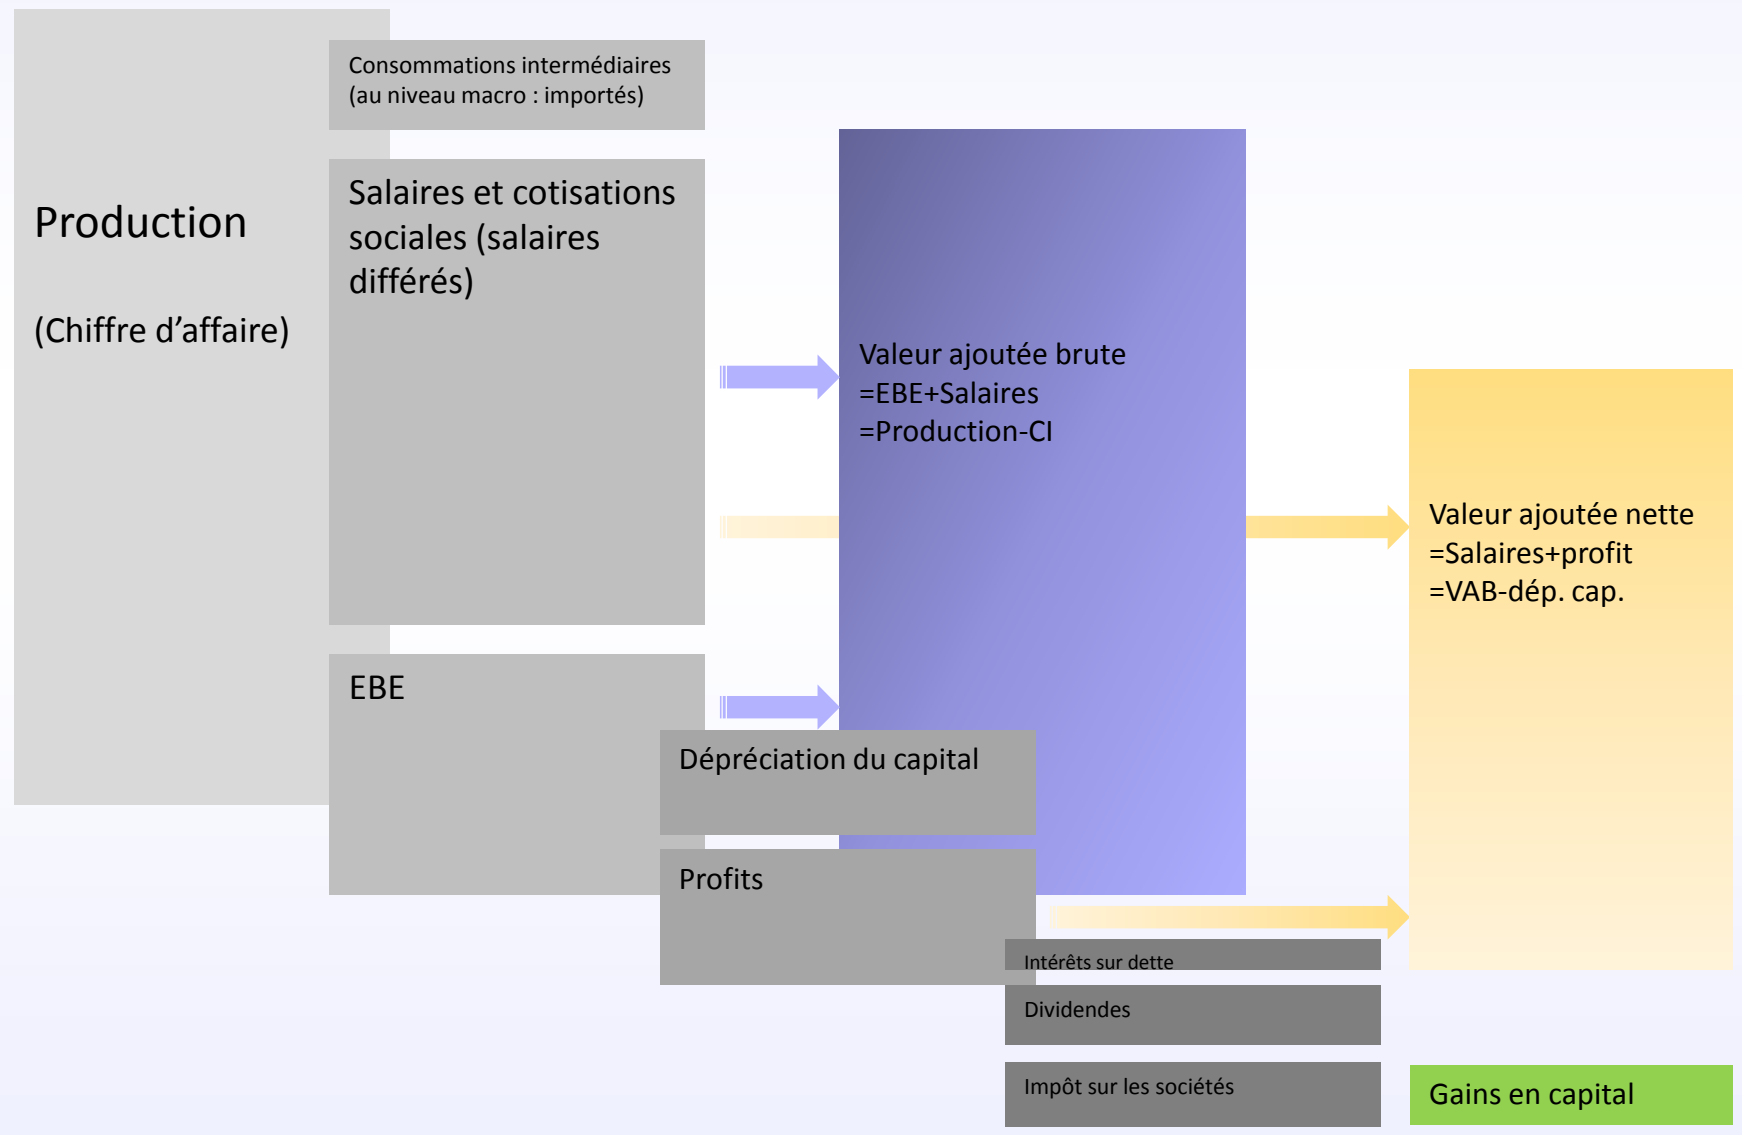 Production
(Chiffre d’affaire)
Consommations intermédiaires
(au niveau macro : importés)
Salaires et cotisations
sociales (salaires
différés)
EBE
Valeur ajoutée brute
=EBE+Salaires
=Production-CI
Dépréciation du capital
Profits
Valeur ajoutée nette
=Salaires+profit
=VAB-dép. cap.
Intérêts sur dette
Dividendes
Impôt sur les sociétés
Gains en capital